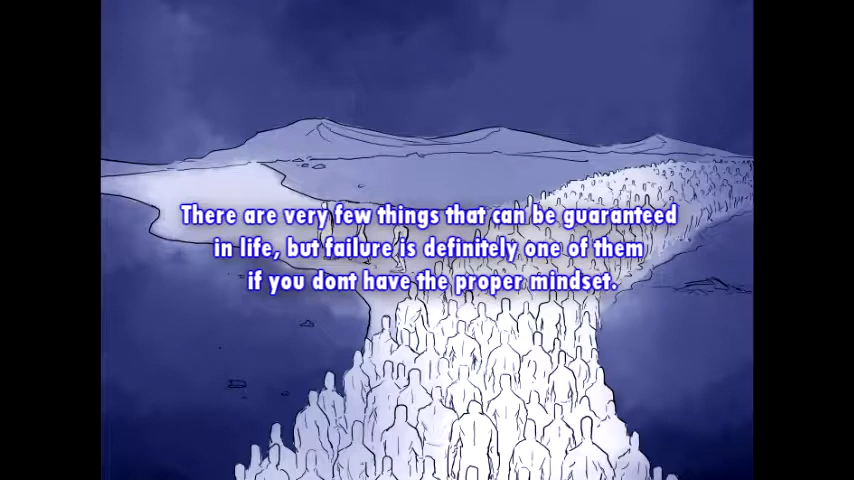 There are very few things that can be guaranteed
in life, but failure is definitely one of them
if you dont have the proper mindset.